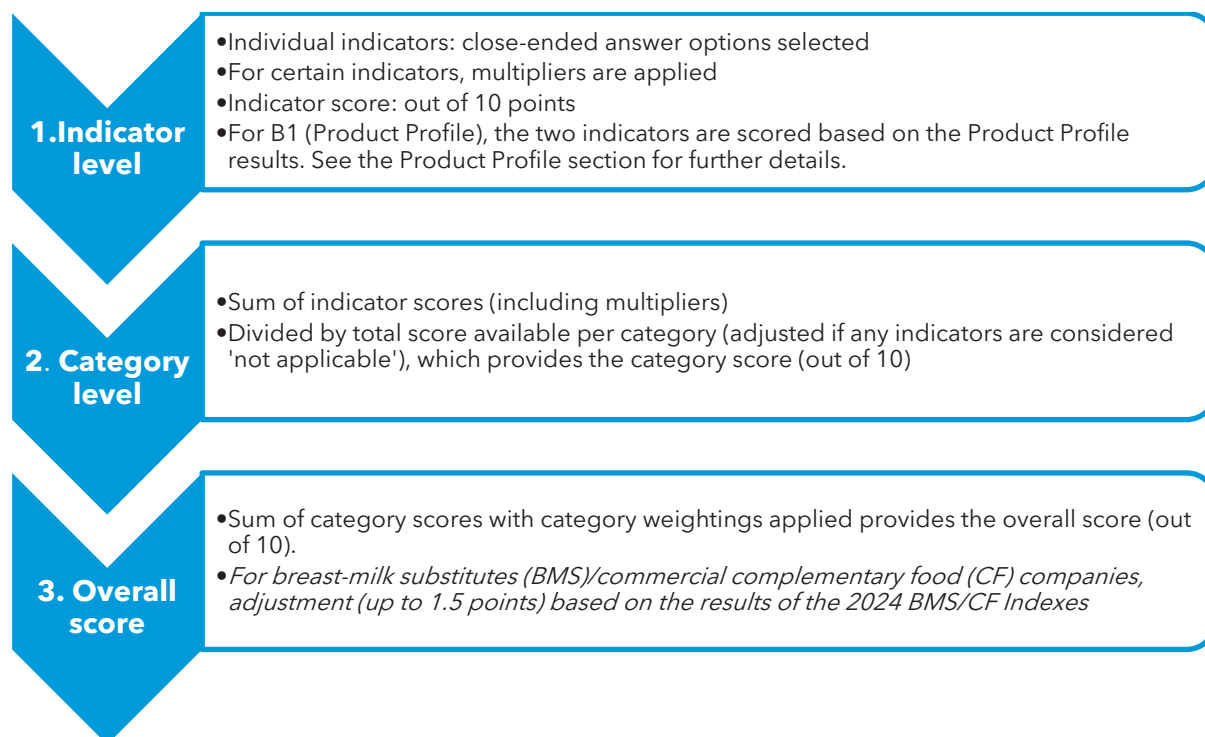 1.Indicator
level
•Individual indicators: close-ended answer options selected
•For certain indicators, multipliers are applied
•Indicator score: out of 10 points
•For B1 (Product Profile), the two indicators are scored based on the Product Profile
results. See the Product Profile section for further details.
2. Category
level
•Sum of indicator scores (including multipliers)
•Divided by total score available per category (adjusted if any indicators are considered
'not applicable'), which provides the category score (out of 10)
3. Overall
score
•Sum of category scores with category weightings applied provides the overall score (out
of 10).
•For breast-milk substitutes (BMS)/commercial complementary food (CF) companies,
adjustment (up to 1.5 points) based on the results of the 2024 BMS/CF Indexes